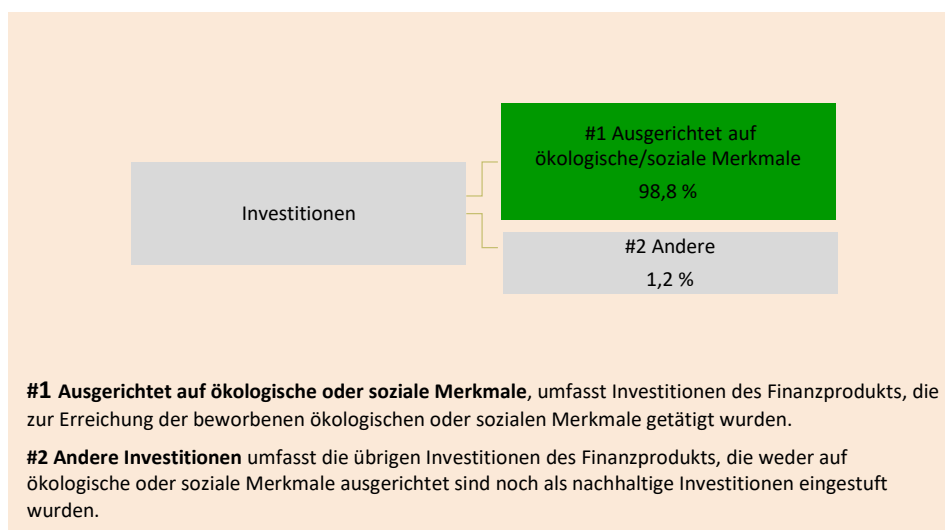 #1 Ausgerichtet auf
ökologische/soziale Merkmale
98,8 %
Investitionen
#2 Andere
1,2 %
#1 Ausgerichtet auf ökologische oder soziale Merkmale, umfasst Investitionen des Finanzprodukts, die
zur Erreichung der beworbenen ökologischen oder sozialen Merkmale getätigt wurden.
#2 Andere Investitionen umfasst die übrigen Investitionen des Finanzprodukts, die weder auf
ökologische oder soziale Merkmale ausgerichtet sind noch als nachhaltige Investitionen eingestuft
wurden.